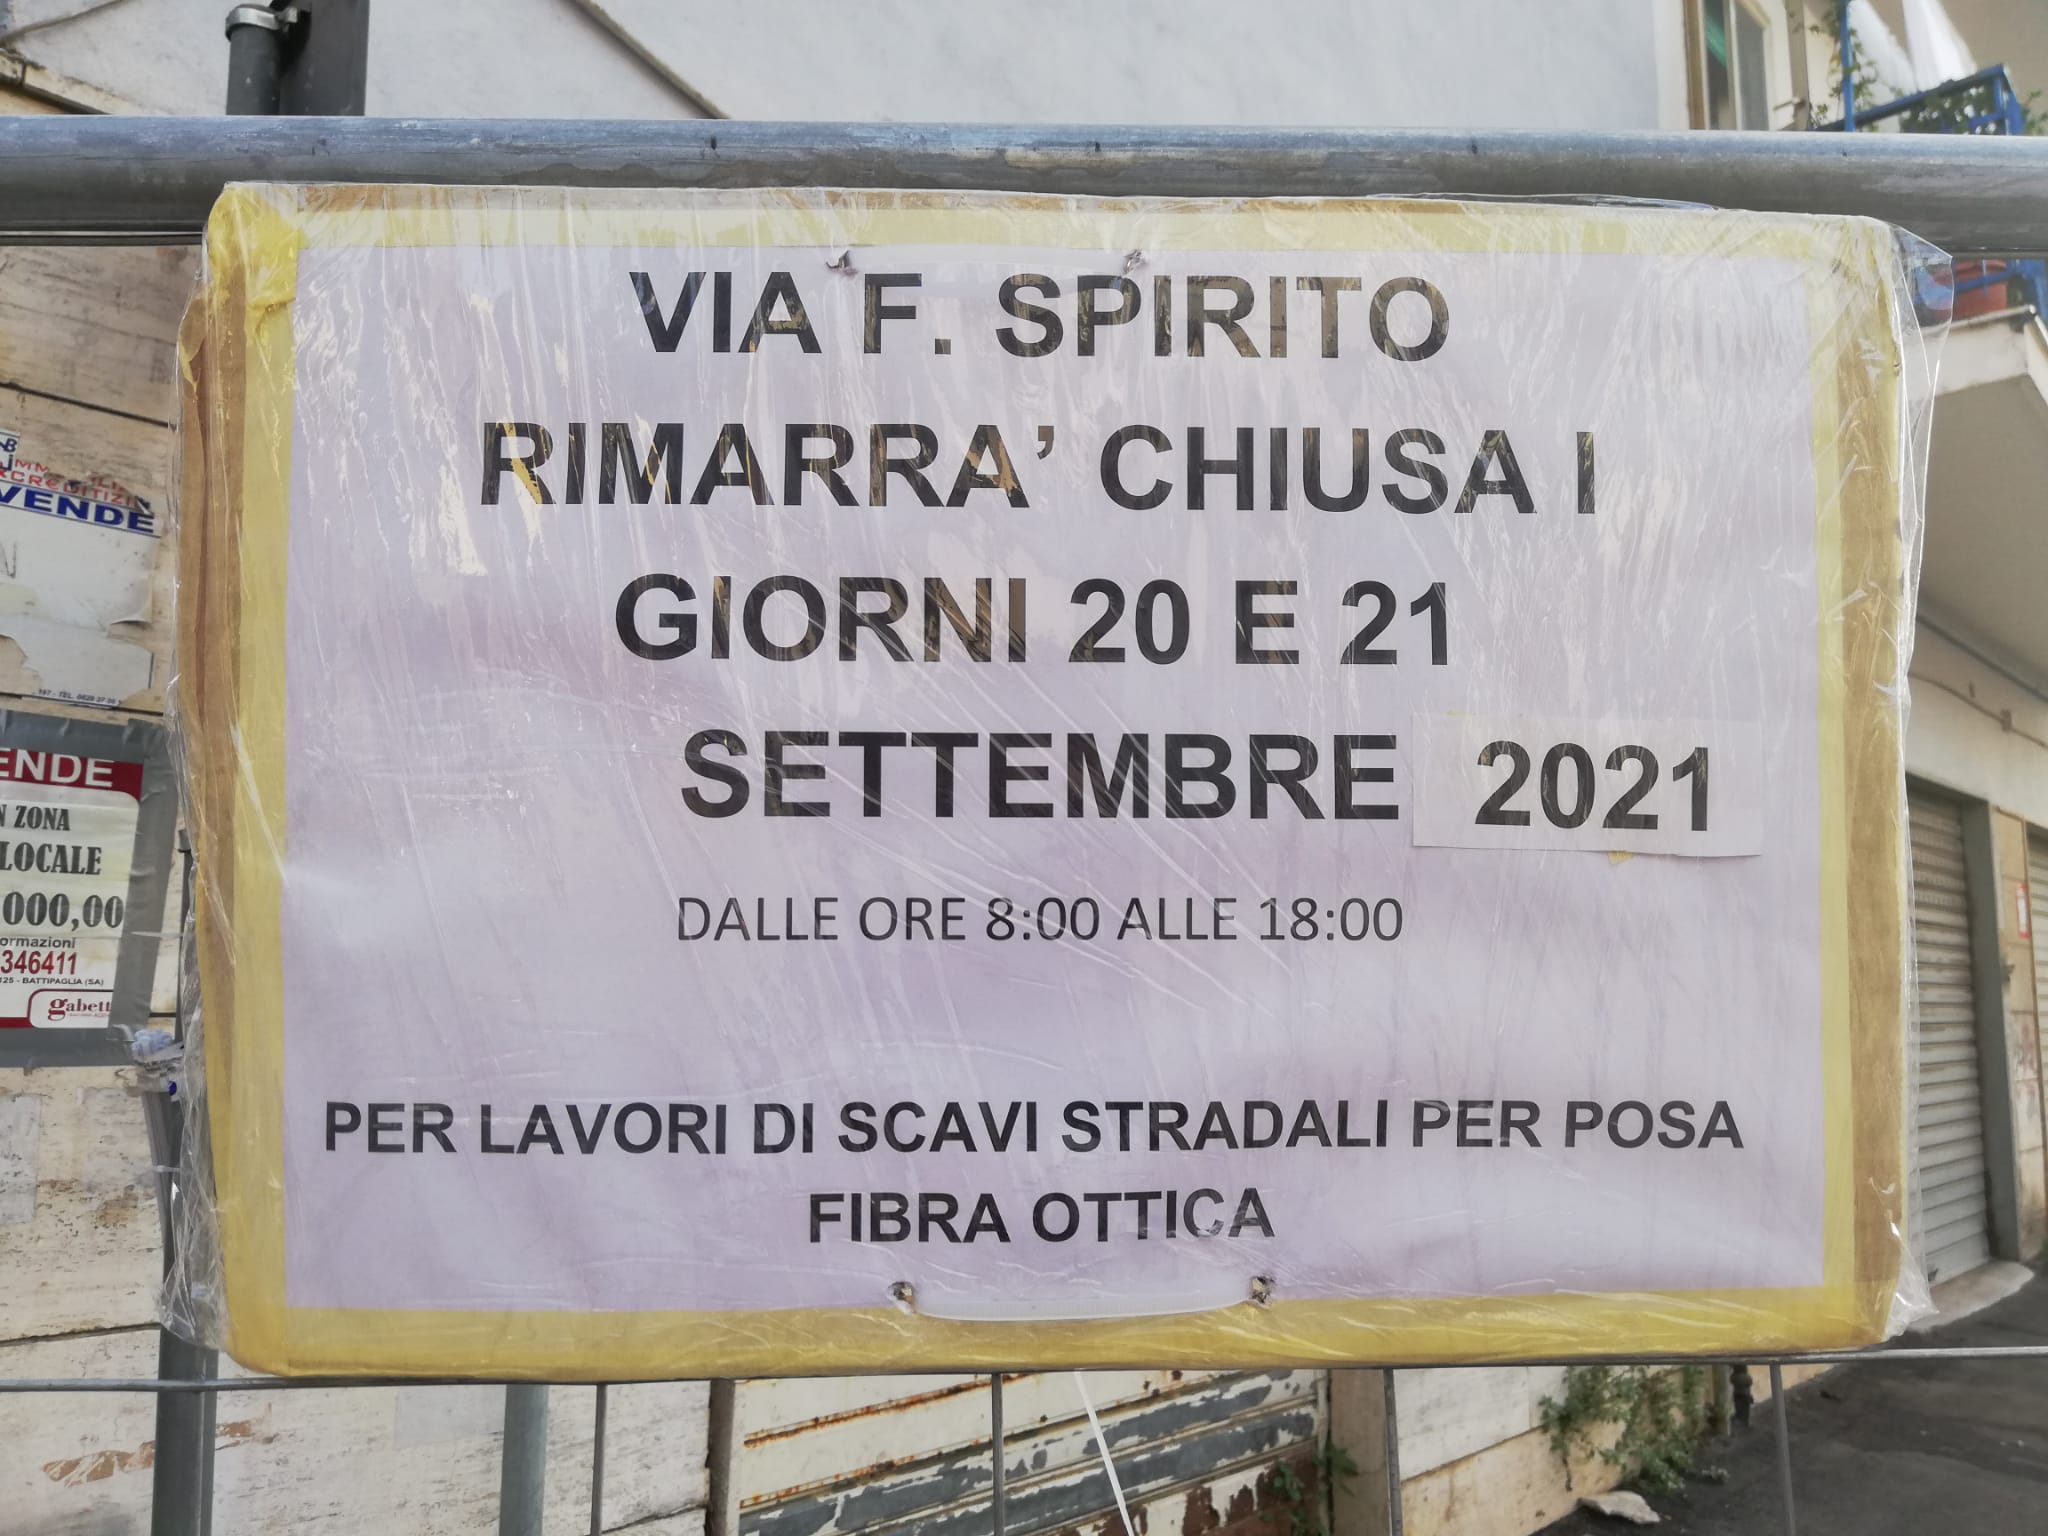 VIA F. SPIRITO
RIMARRA’ CHIUSA I
GIORNI 20 E 21
SETTEMBRE 2021
DALLE ORE 8:00 ALLE 18:00
PER LAVORI DI SCAVI STRADALI PER POSA
FIBRA OTTICA
VENDE
ENDE
N ZONA
LOCALE
000,00
ormazioni
346411
125 - BATTIPAGLIA (SA)
gabett